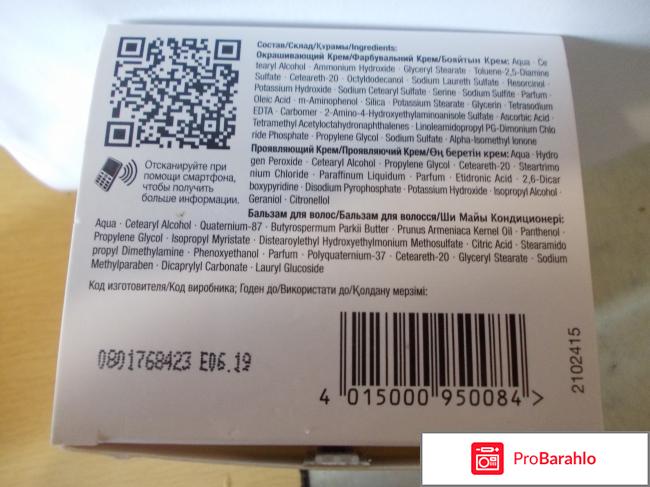 Состав/Склад/Құрамы/Ingredients:
Окрашивающий Крем/Фарбувальний Крем/Бояйтын Крем: Aqua · Ce
tearyl Alcohol · Ammonium Hydroxide · Glyceryl Stearate · Toluene-2,5-Diamine
Sulfate · Ceteareth-20 · Octyldodecanol · Sodium Laureth Sulfate · Resorcinol ·
Potassium Hydroxide · Sodium Cetearyl Sulfate · Serine · Sodium Sulfite · Parfum ·
Oleic Acid · m-Aminophenol · Silica · Potassium Stearate · Glycerin · Tetrasodium
EDTA · Carbomer · 2-Amino-4-Hydroxyethylaminoanisole Sulfate · Ascorbic Acid ·
Tetramethyl Acetyloctahydronaphthalenes · Linoleamidopropyl PG-Dimonium Chlo
ride Phosphate · Propylene Glycol · Sodium Sulfate · Alpha-Isomethyl Ionone
Проявляющий Крем/Проявляючий Крем/Өң беретін крем: Aqua · Hydro
gen Peroxide · Cetearyl Alcohol · Propylene Glycol · Ceteareth-20 · Steartrimo
nium Chloride · Paraffinum Liquidum · Parfum · Etidronic Acid · 2,6-Dicar
boxypyridine · Disodium Pyrophosphate · Potassium Hydroxide · Isopropyl Alcohol ·
Geraniol · Citronellol
Отсканируйте при
помощи смартфона,
чтобы получить
больше информации.
Бальзам для волос/Бальзам для волосся/Ши Майы Кондиционері:
Aqua · Cetearyl Alcohol · Quaternium-87 · Butyrospermum Parkii Butter · Prunus Armeniaca Kernel Oil · Panthenol ·
Propylene Glycol · Isopropyl Myristate · Distearoylethyl Hydroxyethylmonium Methosulfate · Citric Acid · Stearamido
propyl Dimethylamine · Phenoxyethanol · Parfum · Polyquaternium-37 · Ceteareth-20 · Glyceryl Stearate · Sodium
Methylparaben · Dicaprylyl Carbonate · Lauryl Glucoside
Код изготовителя/Код виробника; Годен до/Використати до/Қолдану мерзімі:
0801768423 E06.19
4 015000 950084 >
2102415
ProBarahlo